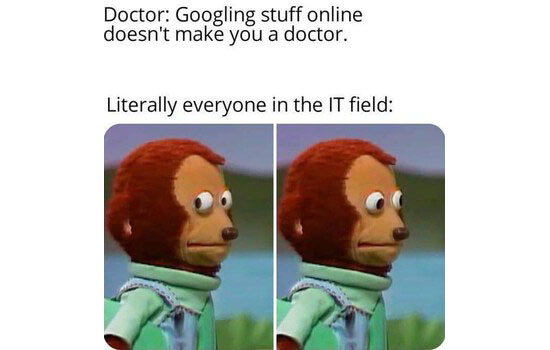 Doctor: Googling stuff online
doesn't make you a doctor.
Literally everyone in the IT field: